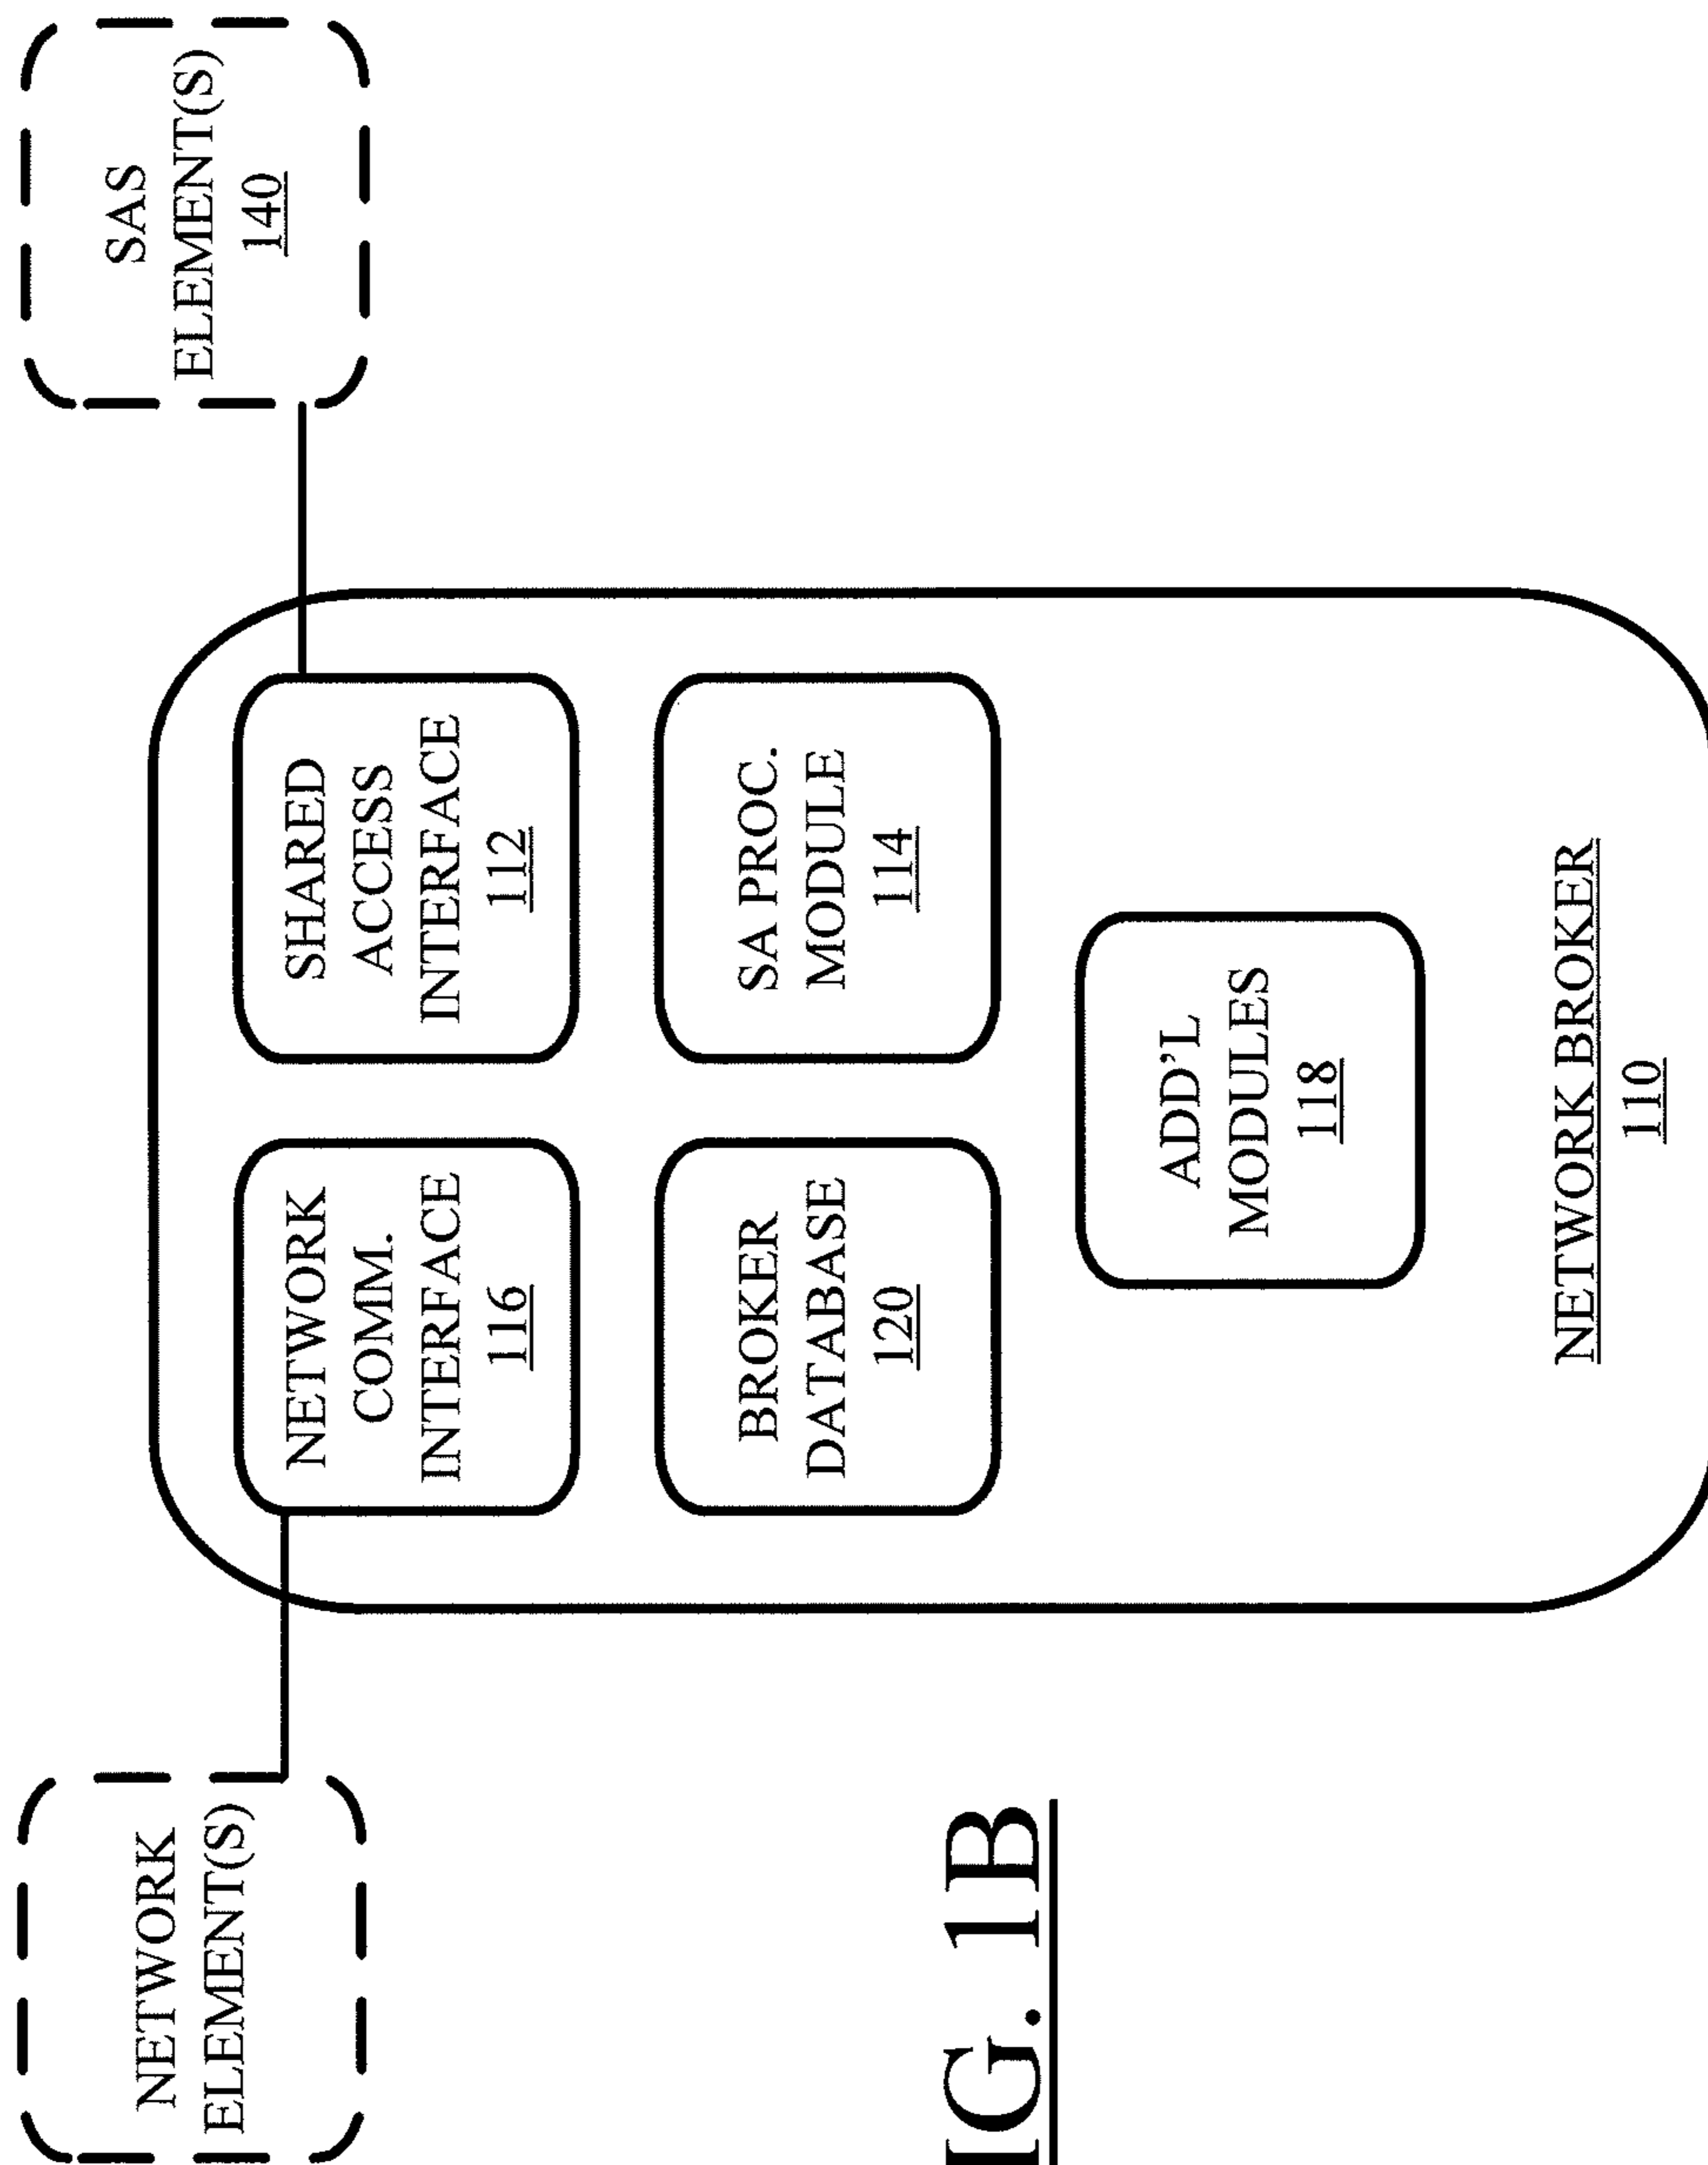 NETWORK
ELEMENT(S)
NETWORK
COMM.
INTERFACE
116
SHARED
ACCESS
INTERFACE
112
SAS
ELEMENT(S)
140
BROKER
DATABASE
120
SA PROC.
MODULE
114
ADD'L
MODULES
118
NETWORK BROKER
110
IG. 1B